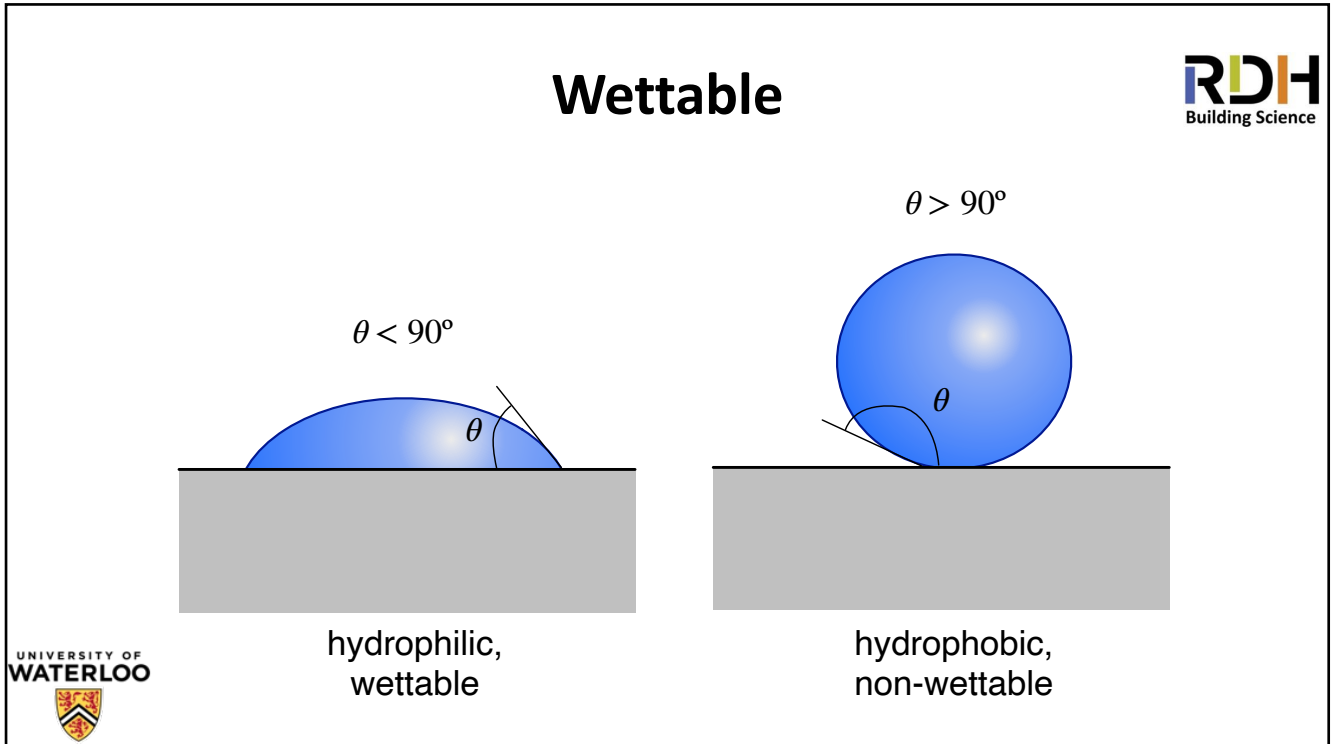 Wettable
RDH
Building Science
θ < 90º
θ
hydrophilic,
wettable
θ > 90º
θ
hydrophobic,
non-wettable
UNIVERSITY OF
WATERLOO